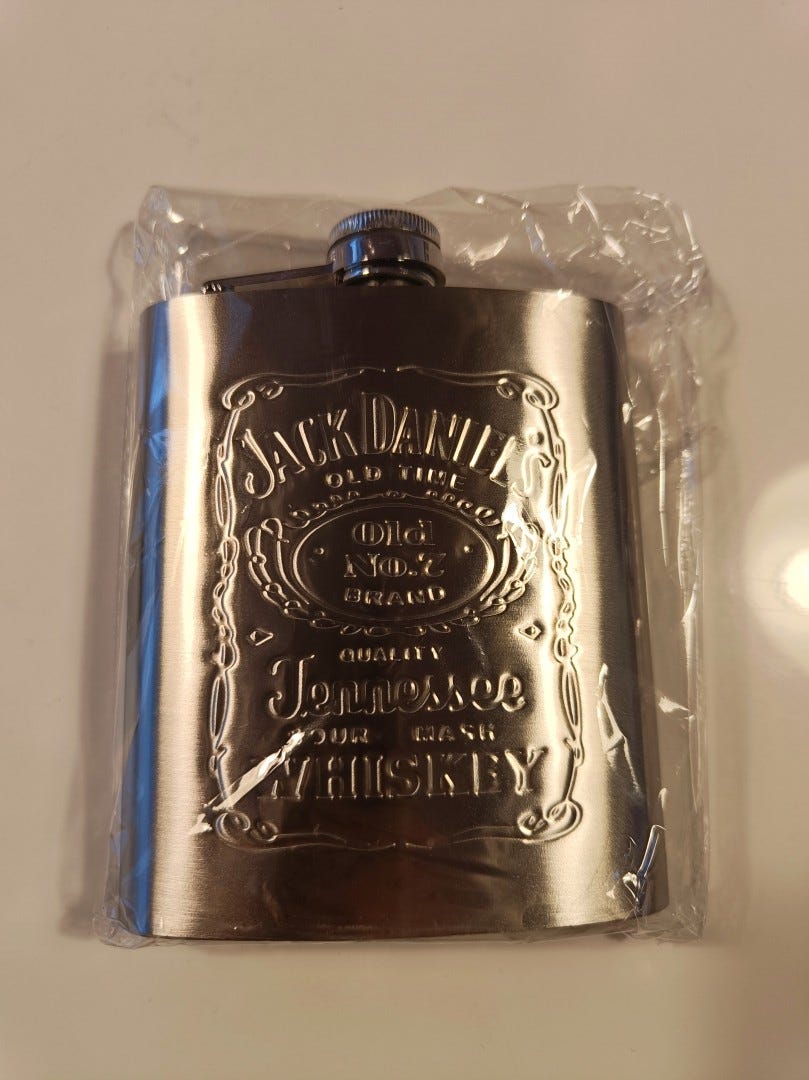 JACK DANIEL'S
OLD TIME
Old
No.7
BRAND
QUALITY
Tennessee
SOUR MASH
WHISKEY